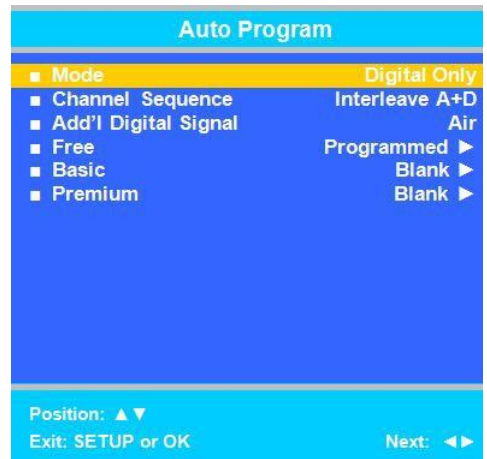 Auto Program
■ Mode Digital Only
■ Channel Sequence Interleave A+D
■ Add'l Digital Signal Air
■ Free Programmed ►
■ Basic Blank ►
■ Premium Blank ►
Position: ▲▼
Exit: SETUP or OK Next: ◄►